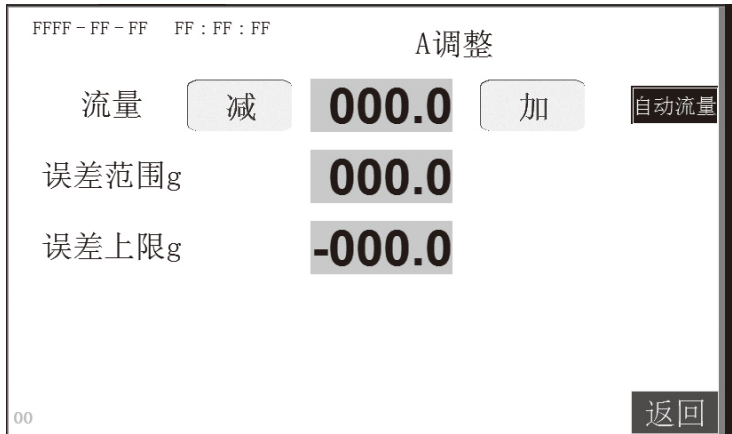 FFFF-FF-FF FF:FF:FF
A调整
流量 减 000.0 加 自动流量
误差范围g 000.0
误差上限g -000.0
00 返回